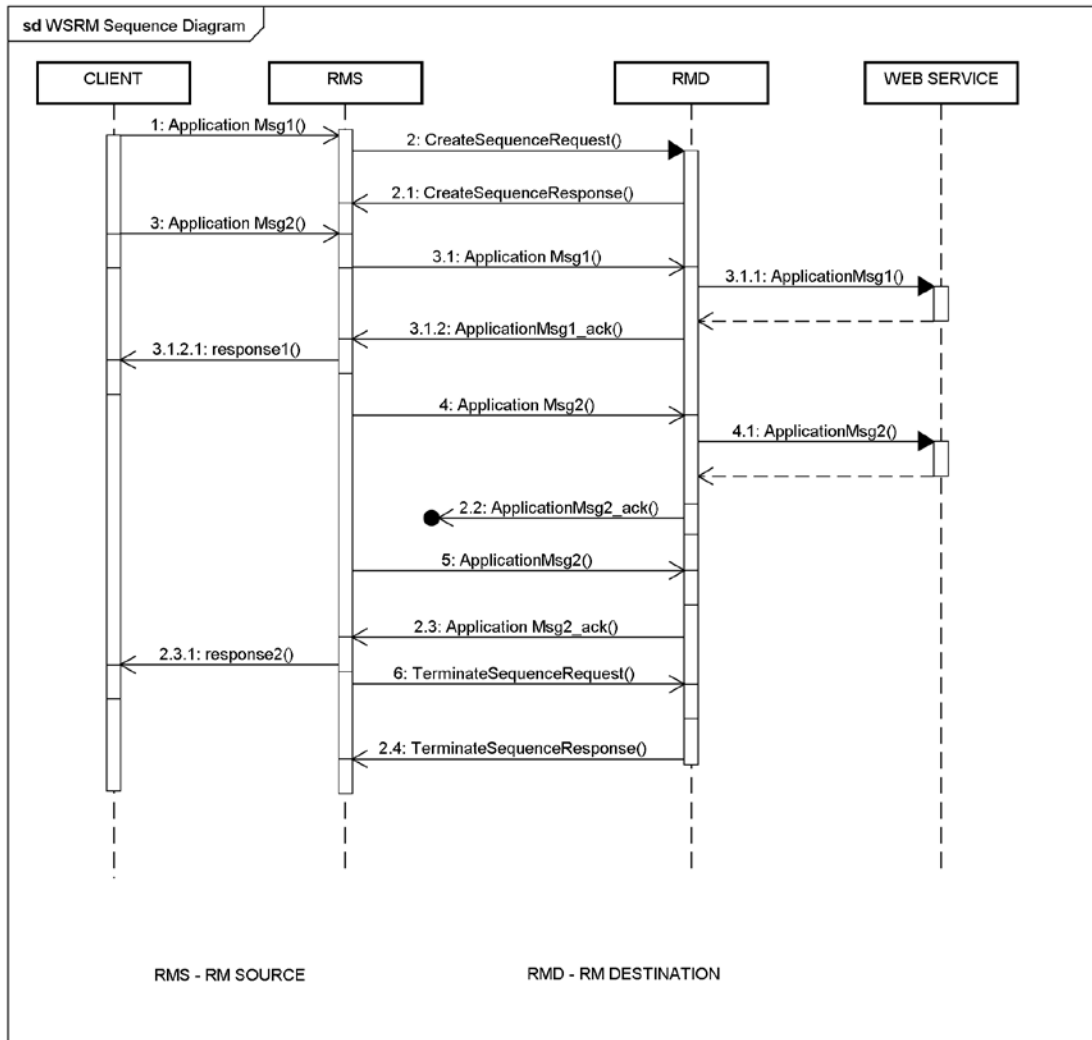 sd WSRM Sequence Diagram
CLIENT
RMS
RMD
WEB SERVICE
1: Application Msg1()
2: CreateSequenceRequest()
2.1: CreateSequenceResponse()
3: Application Msg2()
3.1: Application Msg1()
3.1.1: ApplicationMsg1()
3.1.2: ApplicationMsg1_ack()
3.1.2.1: response1()
4: Application Msg2()
4.1: ApplicationMsg2()
2.2: ApplicationMsg2_ack()
5: ApplicationMsg2()
2.3: Application Msg2_ack()
2.3.1: response2()
6: TerminateSequenceRequest()
2.4: TerminateSequenceResponse()
RMS - RM SOURCE
RMD - RM DESTINATION